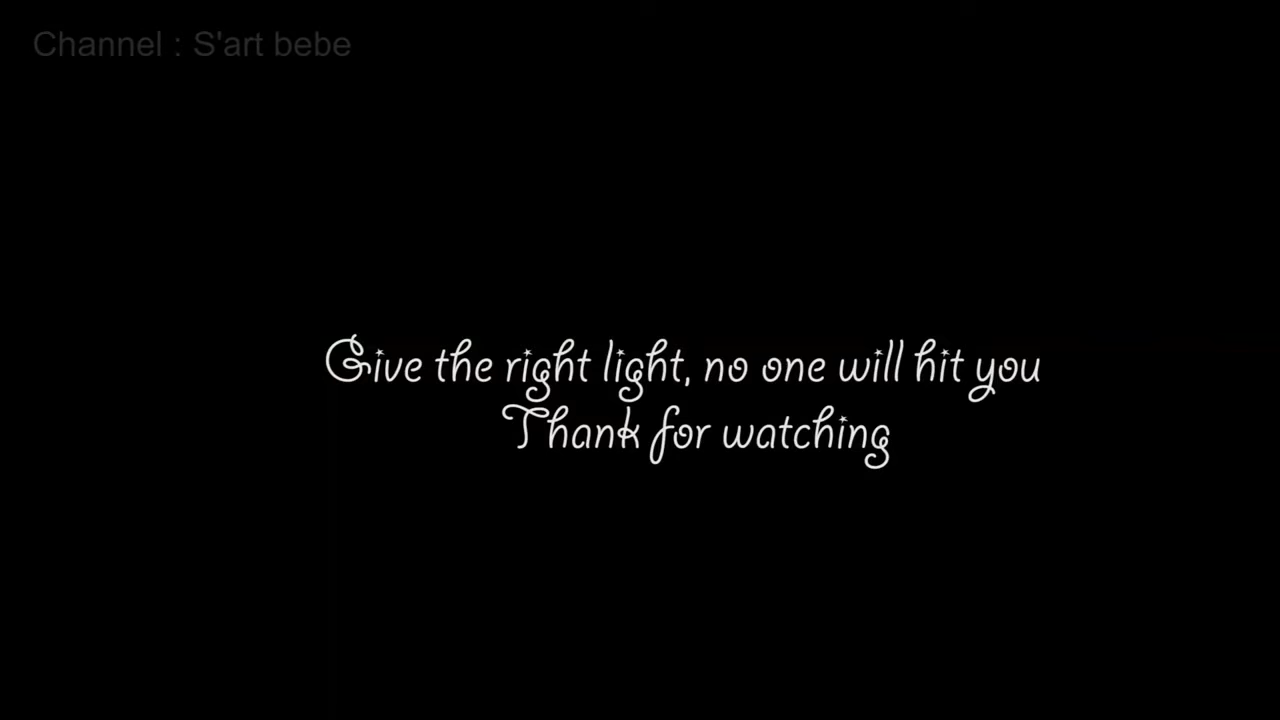 Channel : S'art bebe
Give the right light, no one will hit you
Thank for watching